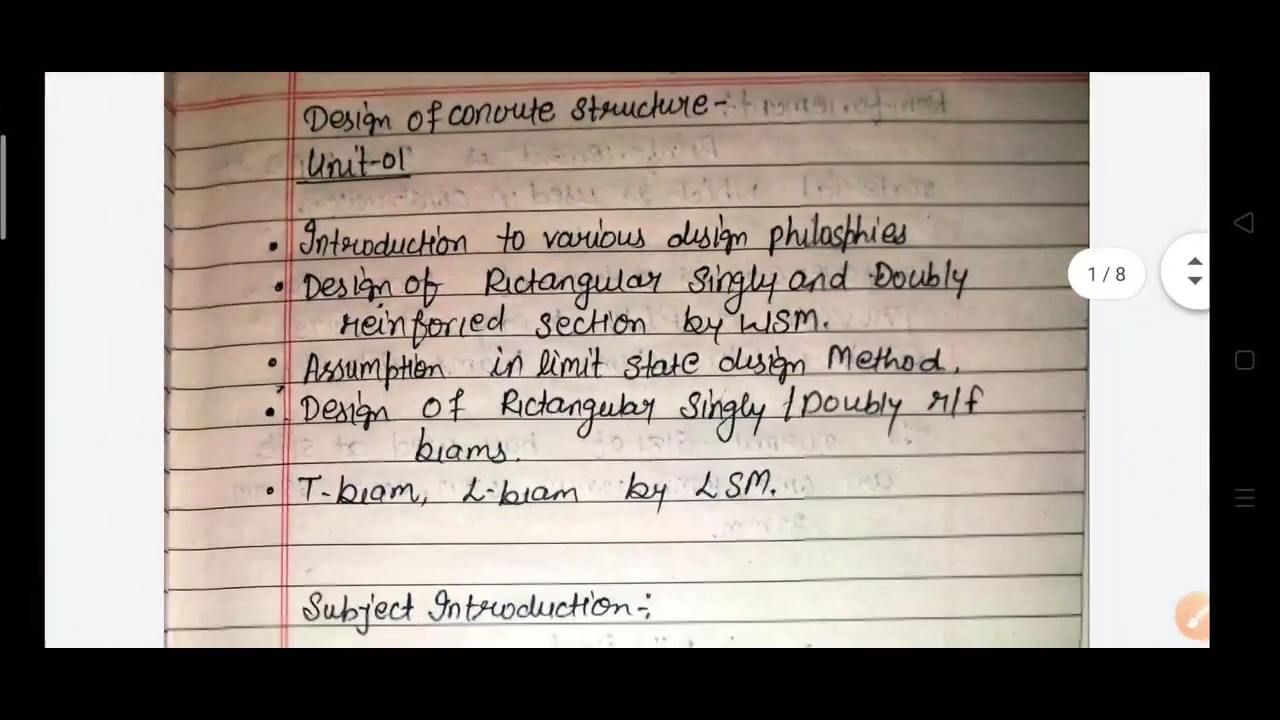 Design of concrete structure:-
Unit-01
• Introduction to various design philosphies
• Design of Rectangular Singly and Doubly
reinforced section by WSM.
• Assumption in limit state design Method.
• Design of Rectangular Singly/Doubly r/f
beams.
• T-beam, L-beam by LSM.
Subject Introduction:-
1 / 8